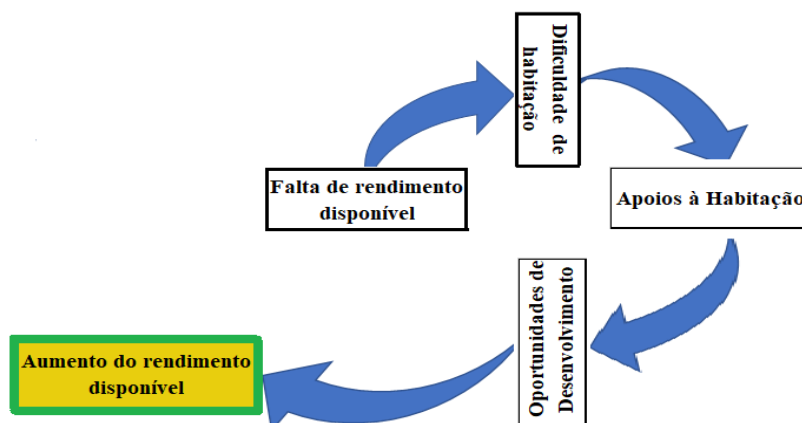 Dificuldade de
habitação
Falta de rendimento
disponível
Apoios à Habitação
Oportunidades de
Desenvolvimento
Aumento do rendimento
disponível